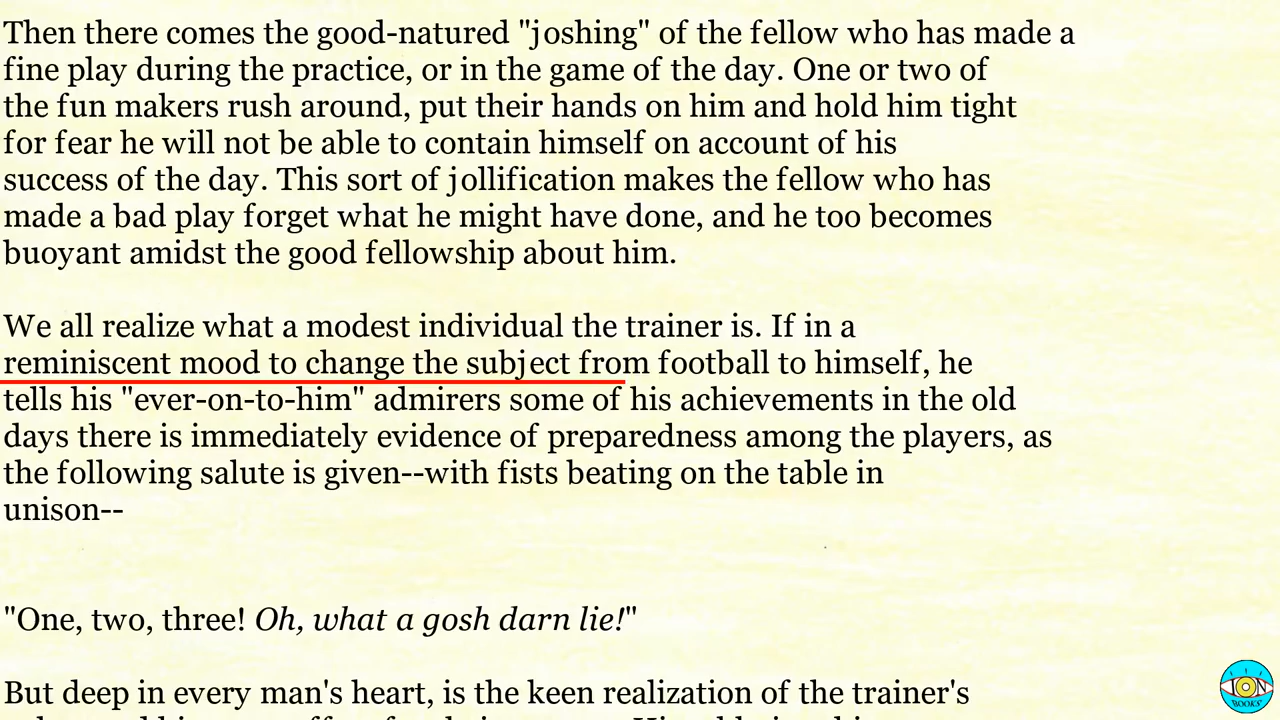 Then there comes the good-natured "joshing" of the fellow who has made a
fine play during the practice, or in the game of the day. One or two of
the fun makers rush around, put their hands on him and hold him tight
for fear he will not be able to contain himself on account of his
success of the day. This sort of jollification makes the fellow who has
made a bad play forget what he might have done, and he too becomes
buoyant amidst the good fellowship about him.
We all realize what a modest individual the trainer is. If in a
reminiscent mood to change the subject from football to himself, he
tells his "ever-on-to-him" admirers some of his achievements in the old
days there is immediately evidence of preparedness among the players, as
the following salute is given--with fists beating on the table in
unison--
"One, two, three! Oh, what a gosh darn lie!"
But deep in every man's heart, is the keen realization of the trainer's
ION
BOOKS